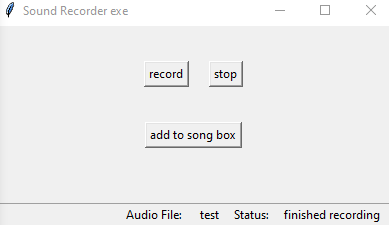 Sound Recorder exe
record stop
add to song box
Audio File: test Status: finished recording